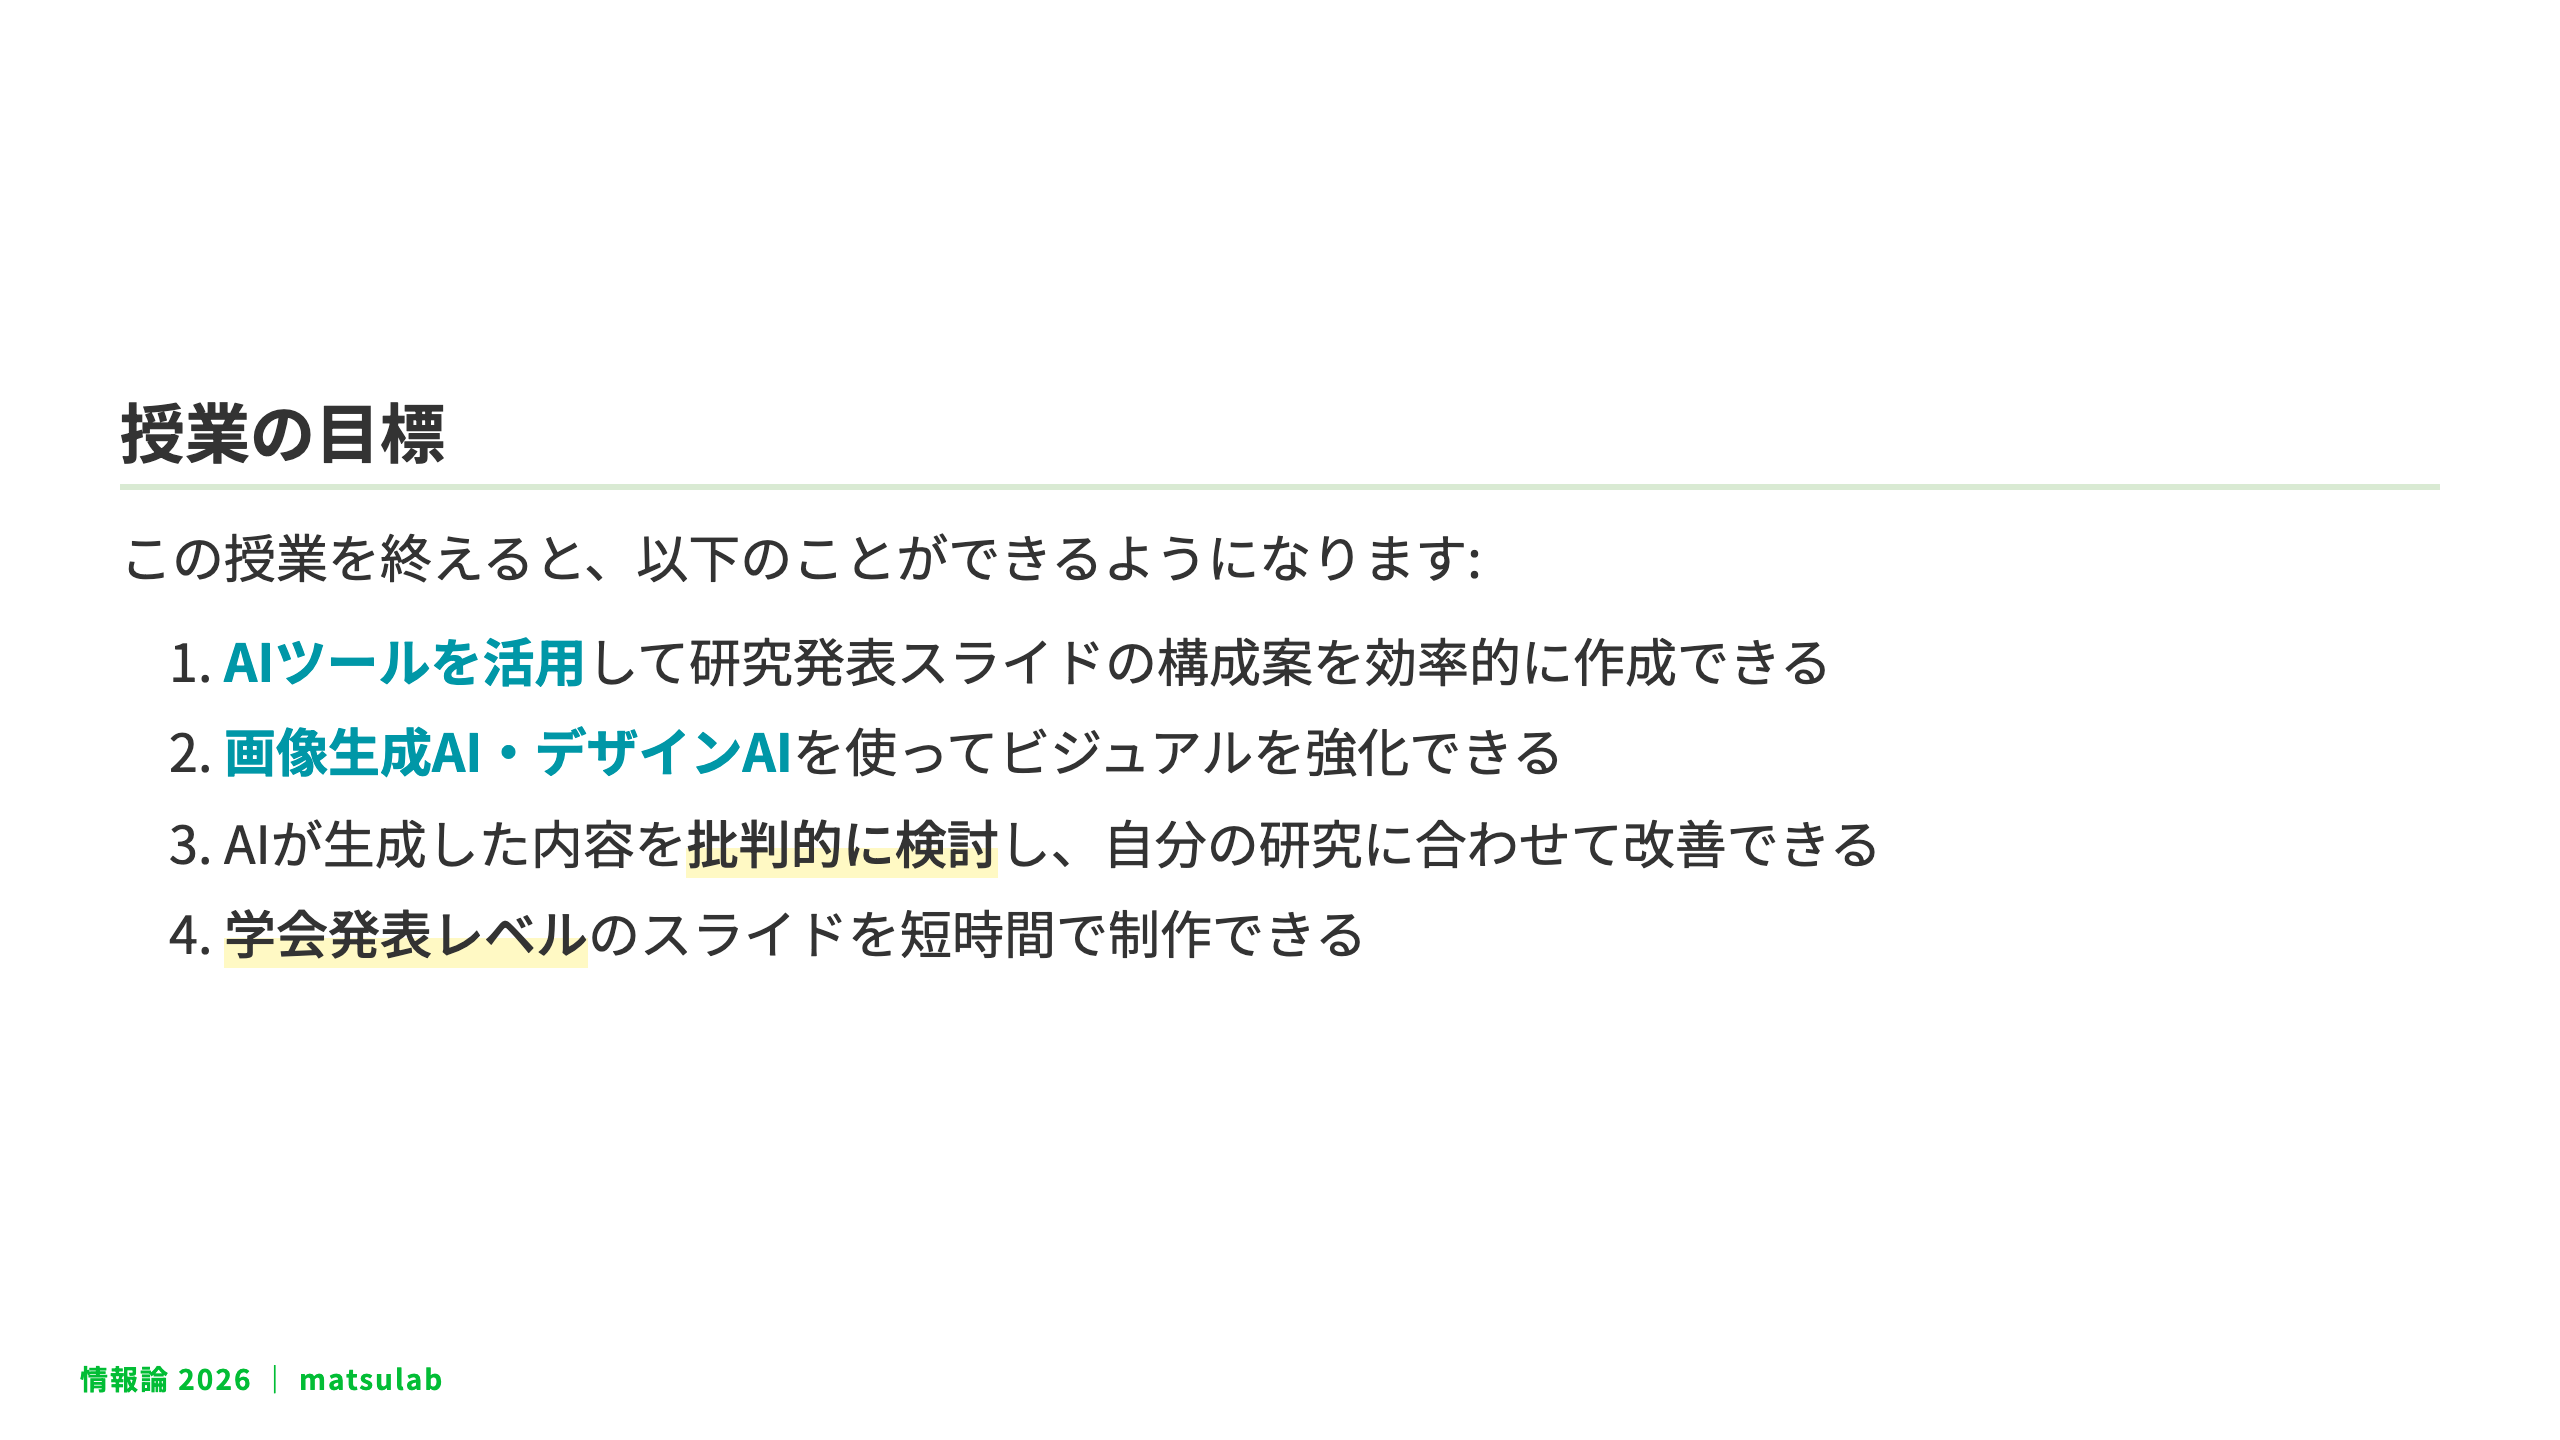 授業の目標
この授業を終えると、以下のことができるようになります:
1. AIツールを活用して研究発表スライドの構成案を効率的に作成できる
2. 画像生成AI・デザインAIを使ってビジュアルを強化できる
3. AIが生成した内容を批判的に検討し、自分の研究に合わせて改善できる
4. 学会発表レベルのスライドを短時間で制作できる
情報論 2026 | matsulab